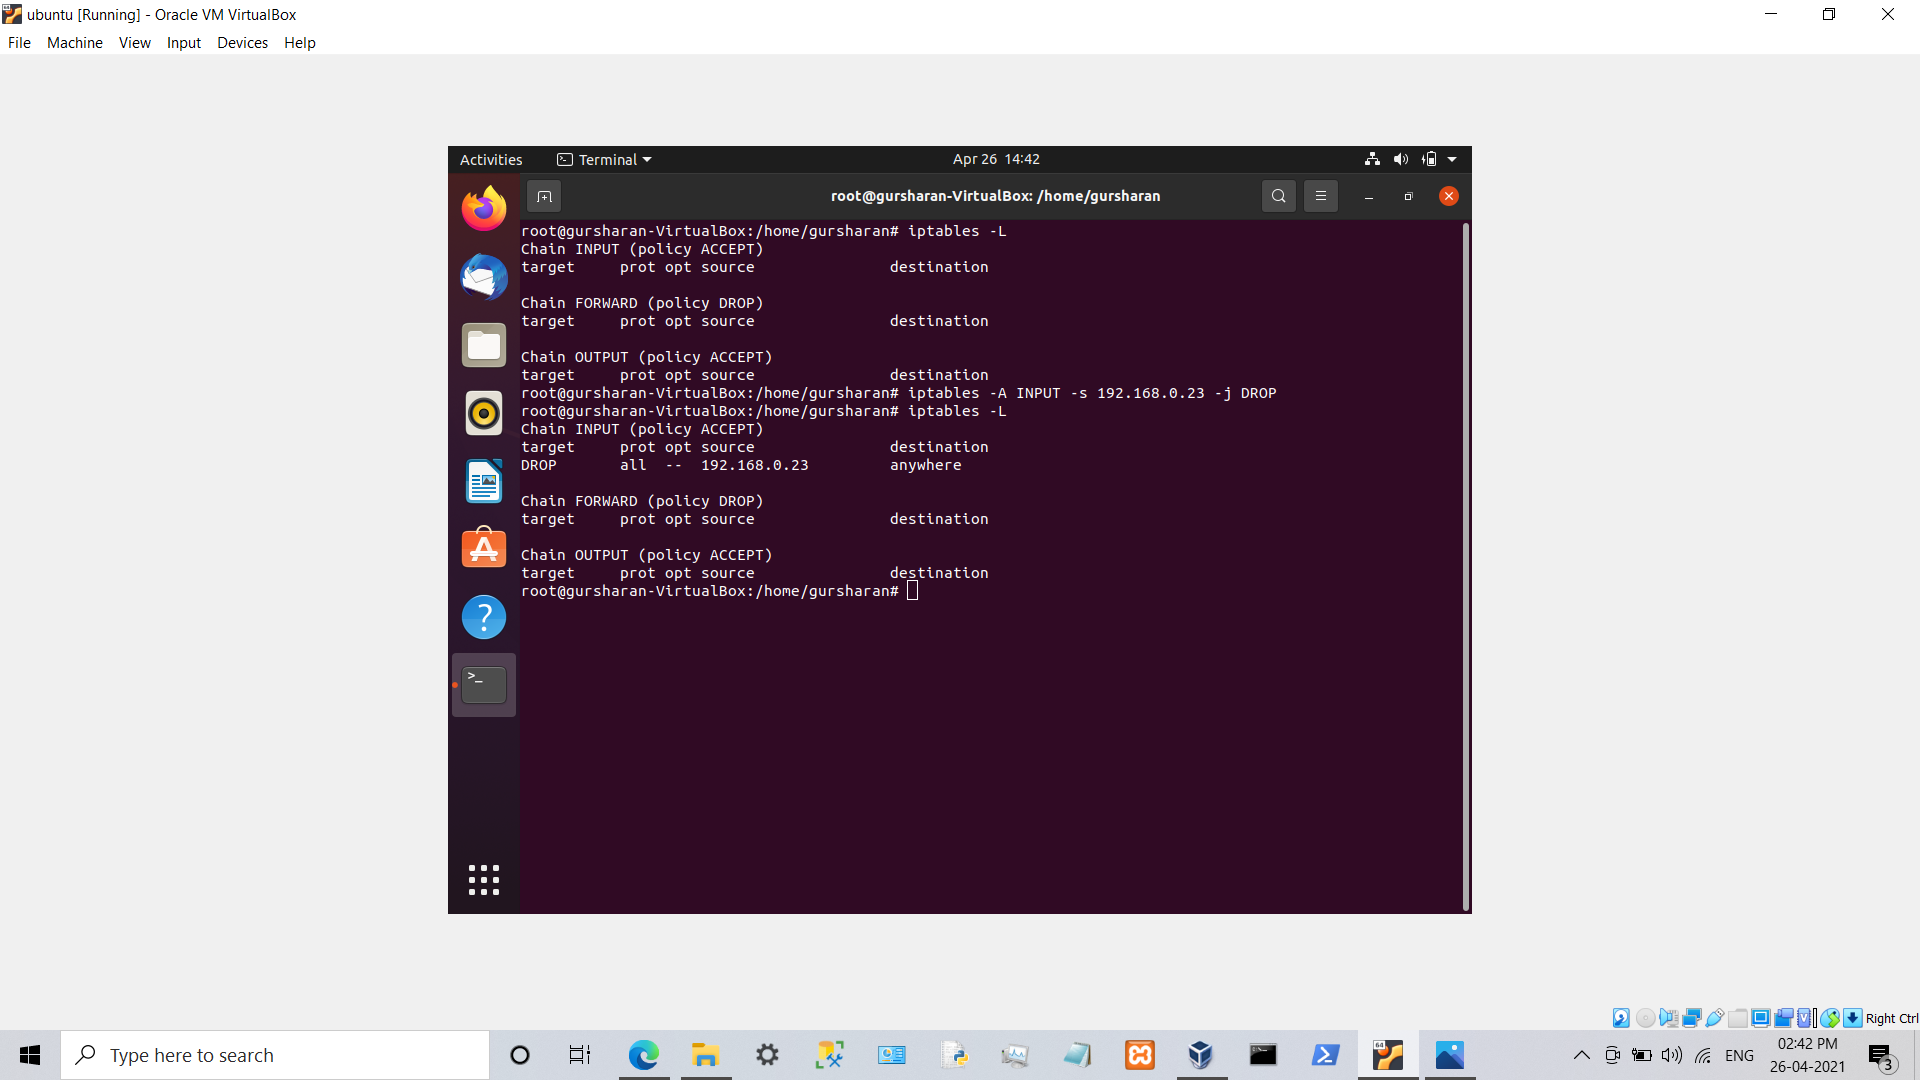 ubuntu [Running] - Oracle VM VirtualBox
File Machine View Input Devices Help
Activities Terminal Apr 26 14:42
root@gursharan-VirtualBox: /home/gursharan
root@gursharan-VirtualBox:/home/gursharan# iptables -L
Chain INPUT (policy ACCEPT)
target     prot opt source               destination

Chain FORWARD (policy DROP)
target     prot opt source               destination

Chain OUTPUT (policy ACCEPT)
target     prot opt source               destination
root@gursharan-VirtualBox:/home/gursharan# iptables -A INPUT -s 192.168.0.23 -j DROP
root@gursharan-VirtualBox:/home/gursharan# iptables -L
Chain INPUT (policy ACCEPT)
target     prot opt source               destination
DROP       all  --  192.168.0.23         anywhere

Chain FORWARD (policy DROP)
target     prot opt source               destination

Chain OUTPUT (policy ACCEPT)
target     prot opt source               destination
root@gursharan-VirtualBox:/home/gursharan#
Right Ctrl
Type here to search
ENG
02:42 PM
26-04-2021
3